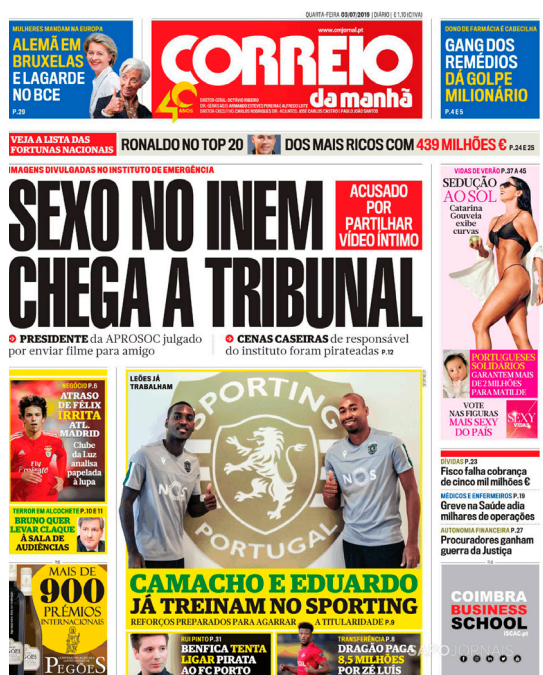 QUARTA-FEIRA 03/07/2019 | DIÁRIO | € 1,10 (C/IVA)
MULHERES MANDAM NA EUROPA
ALEMÃ EM
BRUXELAS
E LAGARDE
NO BCE
P.29
www.cmjornal.pt
CORREIO
da manhã
40
ANOS
DIRETOR-GERAL: OCTÁVIO RIBEIRO
DONO DE FARMÁCIA É CABECILHA
GANG DOS
REMÉDIOS
DÁ GOLPE
MILIONÁRIO
P.4 E 5
VEJA A LISTA DAS
FORTUNAS NACIONAIS
RONALDO NO TOP 20
DOS MAIS RICOS COM 439 MILHÕES € P.24 E 25
IMAGENS DIVULGADAS NO INSTITUTO DE EMERGÊNCIA
SEXO NO INEM
CHEGA A TRIBUNAL
ACUSADO
POR
PARTILHAR
VÍDEO ÍNTIMO
PRESIDENTE da APROSOC julgado
por enviar filme para amigo
CENAS CASEIRAS de responsável
do instituto foram pirateadas P.12
VIDAS DE VERÃO P.37 A 45
SEDUÇÃO
AO SOL
Catarina
Gouveia
exibe
curvas
PORTUGUESES
SOLIDÁRIOS
GARANTEM MAIS
DE 2 MILHÕES
PARA MATILDE
VOTE
NAS FIGURAS
MAIS SEXY
DO PAÍS
SEXY
NEGÓCIO P.6
ATRASO
DE FÉLIX
IRRITA
ATL.
MADRID
Clube
da Luz
analisa
papelada
à lupa
TERROR EM ALCOCHETE P.10 E 11
BRUNO QUER
LEVAR CLAQUE
À SALA DE
AUDIÊNCIAS
LEÕES JÁ
TRABALHAM
SPORTING
PORTUGAL
NOS
NOS
CAMACHO E EDUARDO
JÁ TREINAM NO SPORTING
REFORÇOS PREPARADOS PARA AGARRAR A TITULARIDADE P.9
DÍVIDAS P.23
Fisco falha cobrança
de cinco mil milhões €
MÉDICOS E ENFERMEIROS P.19
Greve na Saúde adia
milhares de operações
AUTONOMIA FINANCEIRA P.27
Procuradores ganham
guerra da Justiça
MAIS DE
900
PRÉMIOS
INTERNACIONAIS
PEGÕES
RUI PINTO P.31
BENFICA TENTA
LIGAR PIRATA
AO FC PORTO
TRANSFERÊNCIA P.8
DRAGÃO PAGA
8,5 MILHÕES
POR ZÉ LUÍS
COIMBRA
BUSINESS
SCHOOL
ISCAC.pt
SAPOJORNAIS